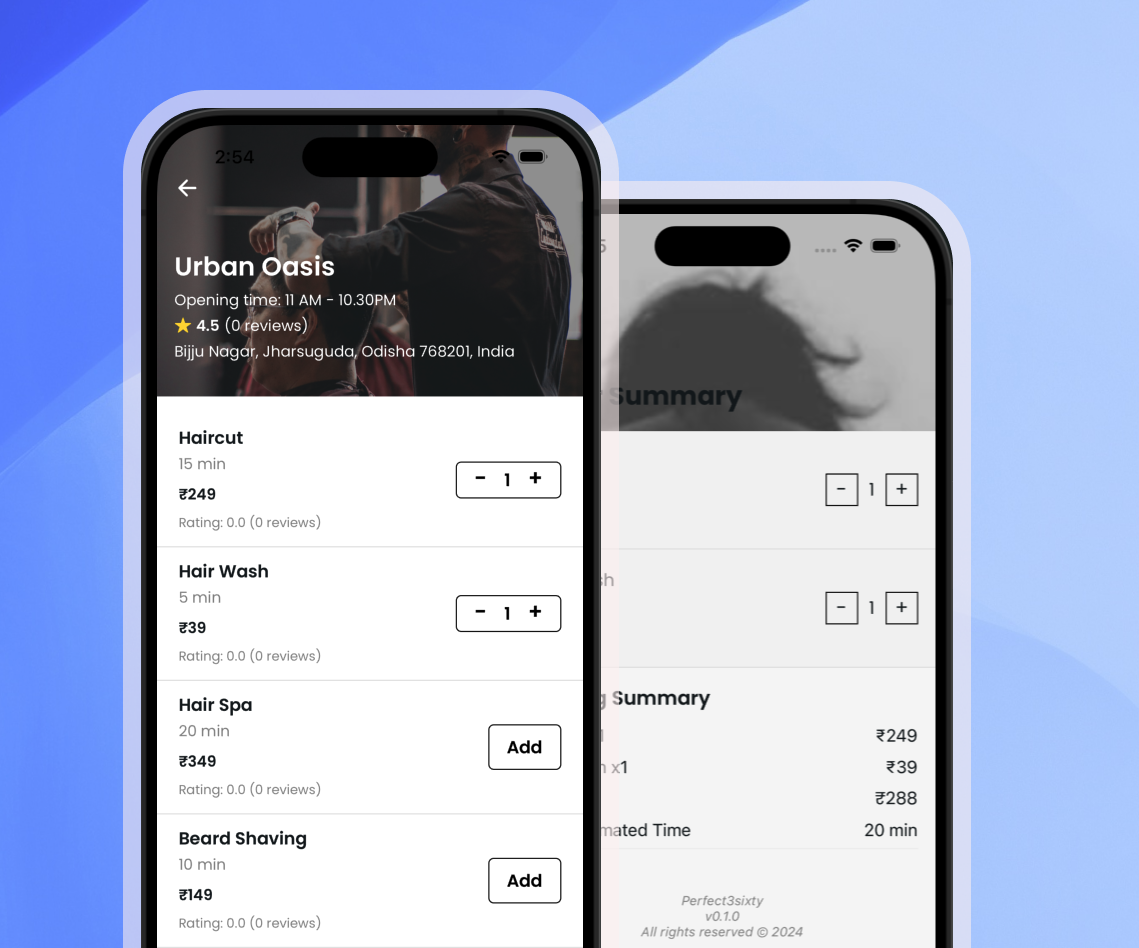 2:54
Urban Oasis
Opening time: 11 AM - 10.30PM
4.5 (0 reviews)
Bijju Nagar, Jharsuguda, Odisha 768201, India
Haircut
15 min
₹249
Rating: 0.0 (0 reviews)
- 1 +
Hair Wash
5 min
₹39
Rating: 0.0 (0 reviews)
- 1 +
Hair Spa
20 min
₹349
Rating: 0.0 (0 reviews)
Add
Beard Shaving
10 min
₹149
Rating: 0.0 (0 reviews)
Add
Summary
- 1 +
- 1 +
Summary
₹249
x1 ₹39
₹288
Time 20 min
Perfect3sixty
v0.1.0
All rights reserved © 2024